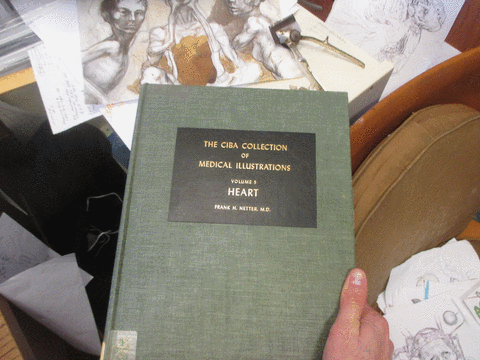 THE CIBA COLLECTION
OF
MEDICAL ILLUSTRATIONS
VOLUME 5
HEART
FRANK H. NETTER, M.D.